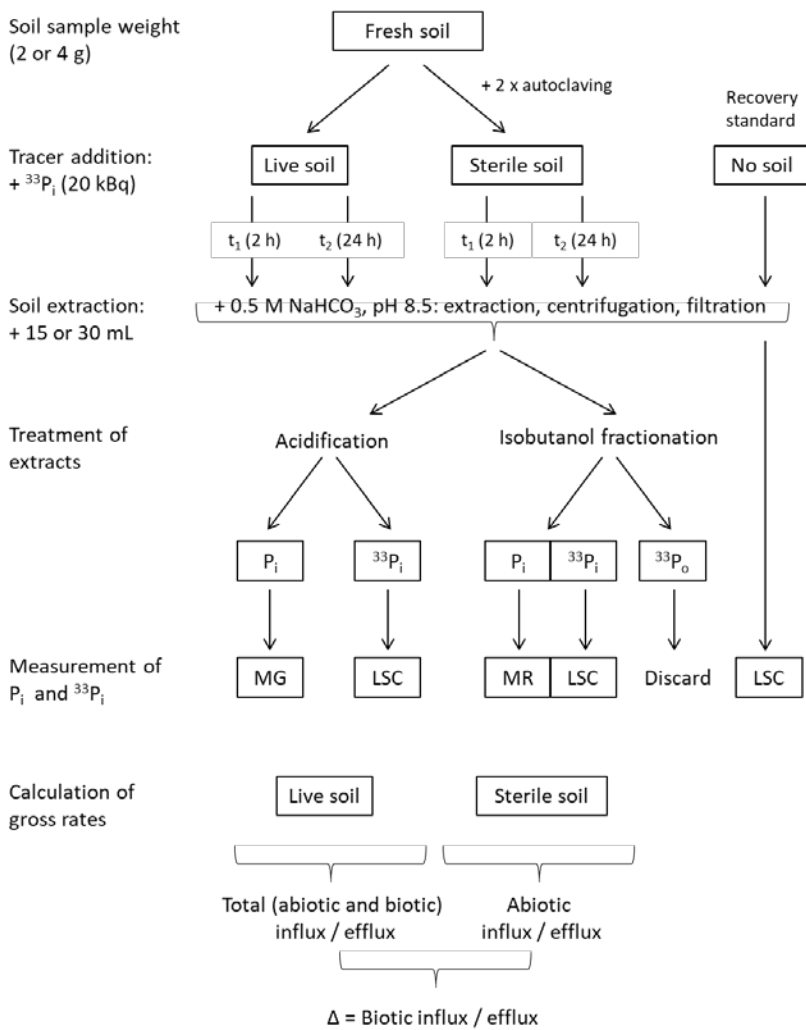 Soil sample weight
(2 or 4 g)
Fresh soil
+ 2 x autoclaving
Recovery
standard
Tracer addition:
+ ³³Pᵢ (20 kBq)
Live soil
Sterile soil
No soil
t₁ (2 h)
t₂ (24 h)
t₁ (2 h)
t₂ (24 h)
Soil extraction:
+ 15 or 30 mL
+ 0.5 M NaHCO₃, pH 8.5: extraction, centrifugation, filtration
Treatment of
extracts
Acidification
Isobutanol fractionation
Pᵢ
³³Pᵢ
Pᵢ
³³Pᵢ
³³Pₒ
Measurement of
Pᵢ and ³³Pᵢ
MG
LSC
MR
LSC
Discard
LSC
Calculation of
gross rates
Live soil
Sterile soil
Total (abiotic and biotic)
influx / efflux
Abiotic
influx / efflux
Δ = Biotic influx / efflux